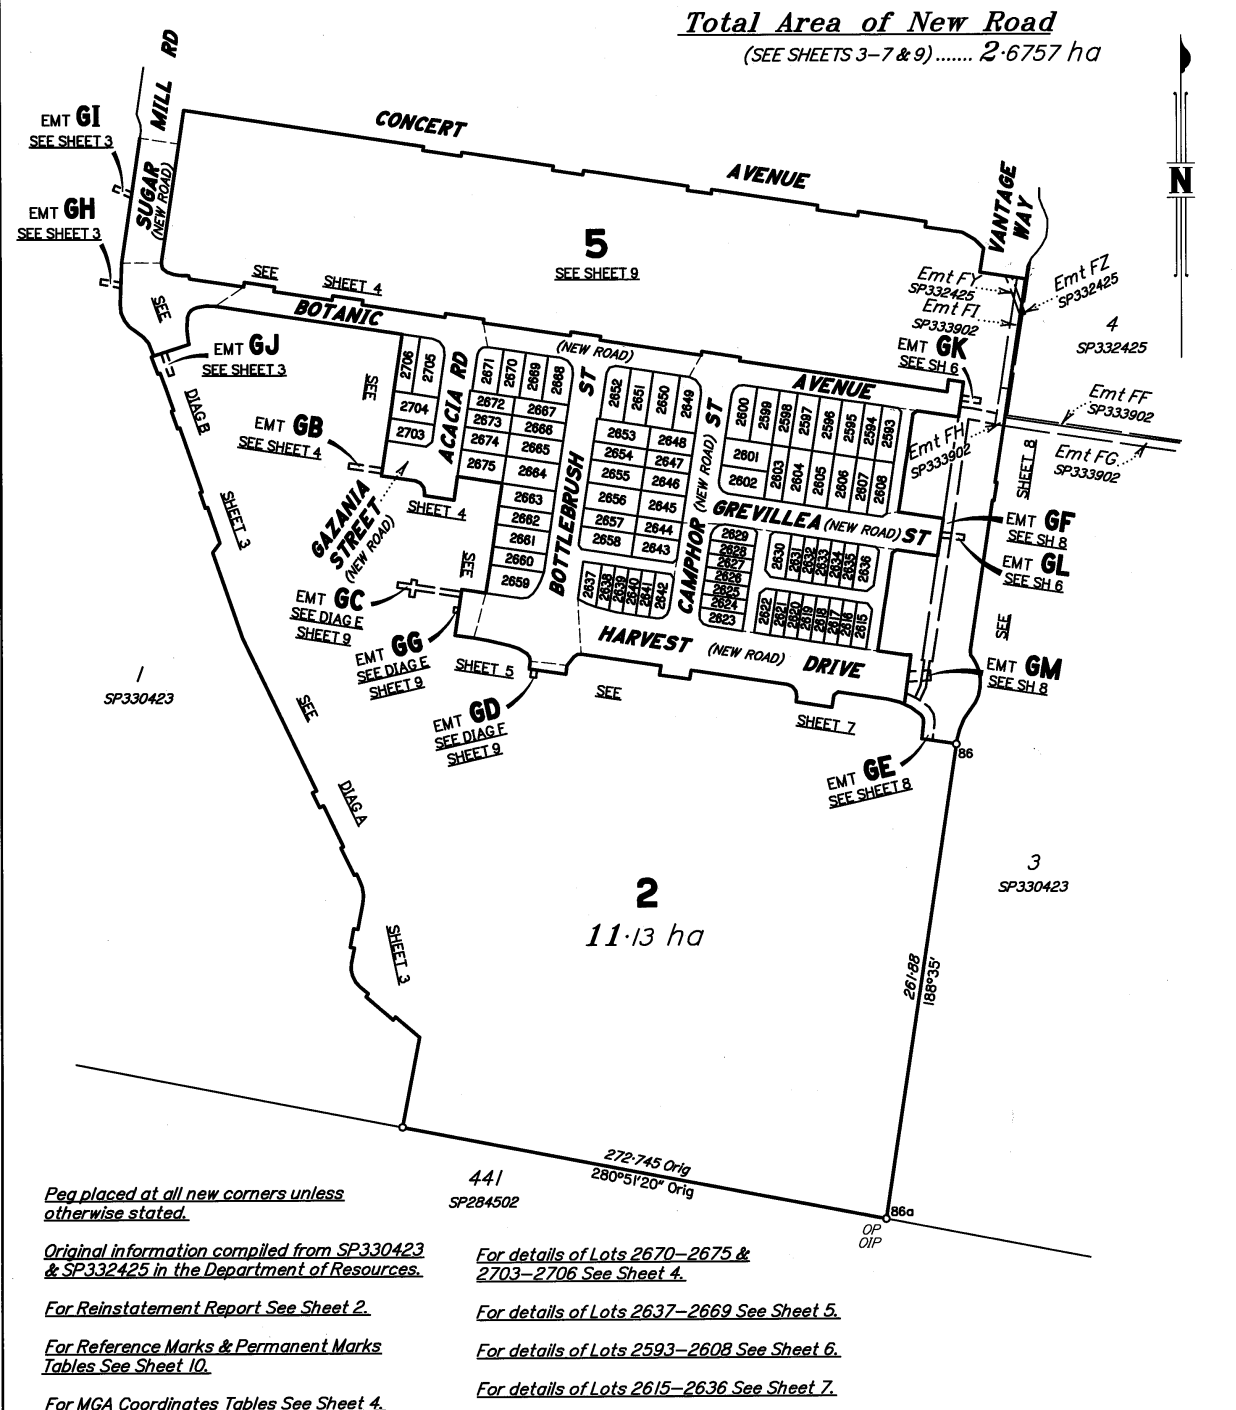 Total Area of New Road
(SEE SHEETS 3-7 & 9)....... 2·6757 ha
N
SUGAR MILL RD
(NEW ROAD)
CONCERT AVENUE
VANTAGE
WAY
EMT GI
SEE SHEET 3
EMT GH
SEE SHEET 3
5
SEE SHEET 9
Emt FY
SP332425
Emt FZ
SP332425
Emt FI
SP333902
4
SP332425
SEE SHEET 4
SEE
BOTANIC
(NEW ROAD)
AVENUE
EMT GK
SEE SH 6
EMT GJ
SEE SHEET 3
DIAG B
SEE
Emt FF
SP333902
Emt FH
SP333902
Emt FG
SP333902
SHEET 8
2706
2705
2704
2703
ACACIA RD
2671
2670
2669
2668
2672
2667
2673
2666
2674
2665
2675
2664
2663
2662
2661
2660
2659
BOTTLEBRUSH ST
2652
2651
2650
2649
2653
2648
2654
2647
2655
2646
2656
2645
2657
2644
2658
2643
2637
2638
2639
2640
2641
2642
CAMPHOR (NEW ROAD) ST
2600
2599
2598
2597
2596
2595
2594
2593
2601
2602
2603
2604
2605
2606
2607
2608
GREVILLEA (NEW ROAD) ST
2629
2628
2627
2626
2625
2624
2623
2630
2631
2632
2633
2634
2635
2636
2622
2621
2620
2619
2618
2617
2616
2615
EMT GB
SEE SHEET 4
SHEET 4
GAZANIA
STREET
(NEW ROAD)
SHEET 3
SEE
EMT GF
SEE SH 8
EMT GL
SEE SH 6
EMT GC
SEE DIAG E
SHEET 9
EMT GG
SEE DIAG E
SHEET 9
HARVEST (NEW ROAD) DRIVE
SEE
EMT GM
SEE SH 8
1
SP330423
SHEET 5
SEE
SHEET 7
EMT GD
SEE DIAG F
SHEET 9
SEE
86
EMT GE
SEE SHEET 8
DIAG A
2
11·13 ha
3
SP330423
SHEET 3
261·88
188°35'
272·745 Orig
280°51'20" Orig
441
SP284502
86a
OP
OIP
Peg placed at all new corners unless
otherwise stated.
Original information compiled from SP330423
& SP332425 in the Department of Resources.
For Reinstatement Report See Sheet 2.
For Reference Marks & Permanent Marks
Tables See Sheet 10.
For MGA Coordinates Tables See Sheet 4.
For details of Lots 2670-2675 &
2703-2706 See Sheet 4.
For details of Lots 2637-2669 See Sheet 5.
For details of Lots 2593-2608 See Sheet 6.
For details of Lots 2615-2636 See Sheet 7.